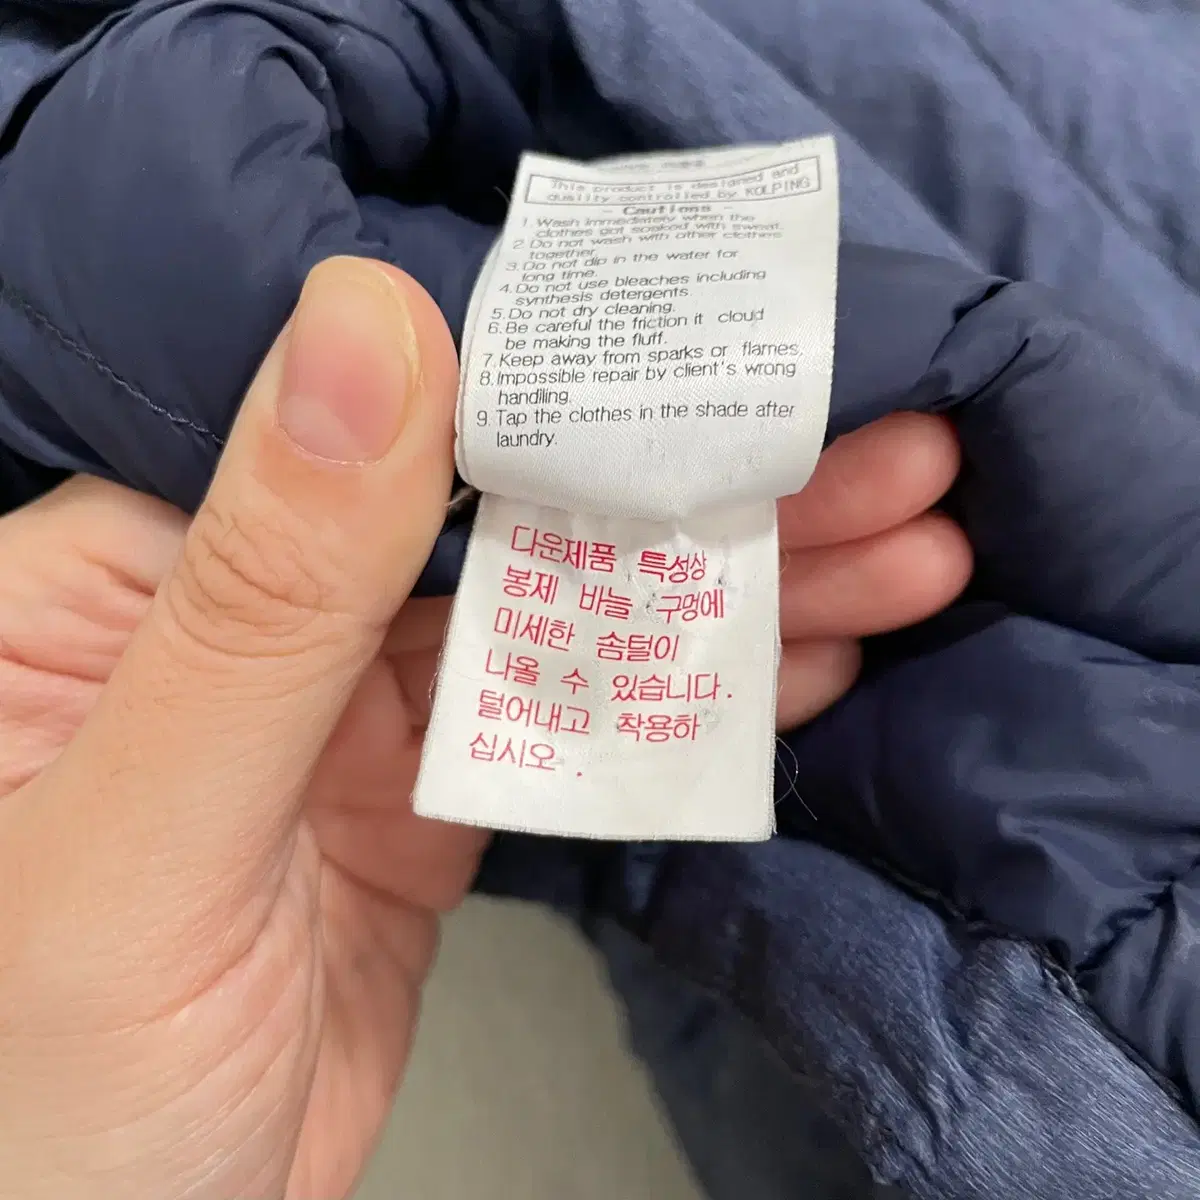 This product is designed and
quality controlled by KOLPING
- Cautions -
1. Wash immediately when the
clothes got soaked with sweat.
2. Do not wash with other clothes
together.
3. Do not dip in the water for
long time.
4. Do not use bleaches including
synthesis detergents.
5. Do not dry cleaning.
6. Be careful the friction it cloud
be making the fluff.
7. Keep away from sparks or flames.
8. Impossible repair by client's wrong
handling.
9. Tap the clothes in the shade after
laundry.
다운제품 특성상
봉제 바늘 구멍에
미세한 솜털이
나올 수 있습니다.
털어내고 착용하
십시오 .